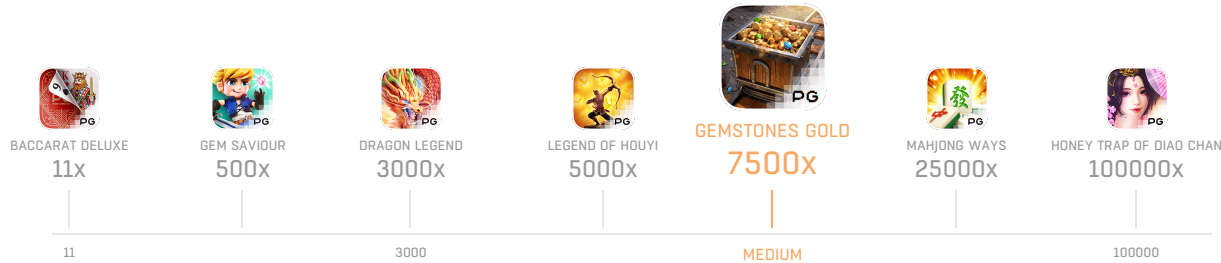 PG
PG
PG
PG
PG
發
PG
PG
BACCARAT DELUXE
11x
GEM SAVIOUR
500x
DRAGON LEGEND
3000x
LEGEND OF HOUYI
5000x
GEMSTONES GOLD
7500x
MAHJONG WAYS
25000x
HONEY TRAP OF DIAO CHAN
100000x
11
3000
MEDIUM
100000